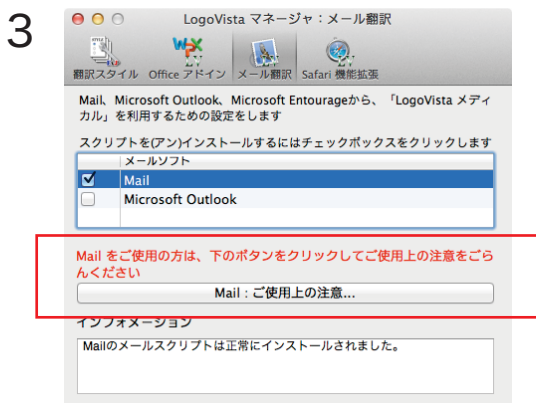 3
LogoVista マネージャ：メール翻訳
翻訳スタイル Office アドイン メール翻訳 Safari 機能拡張
Mail、Microsoft Outlook、Microsoft Entourageから、「LogoVista メディ
カル」を利用するための設定をします
スクリプトを(アン)インストールするにはチェックボックスをクリックします
メールソフト
Mail
Microsoft Outlook
Mail をご使用の方は、下のボタンをクリックしてご使用上の注意をごら
んください
Mail：ご使用上の注意...
インフォメーション
Mailのメールスクリプトは正常にインストールされました。